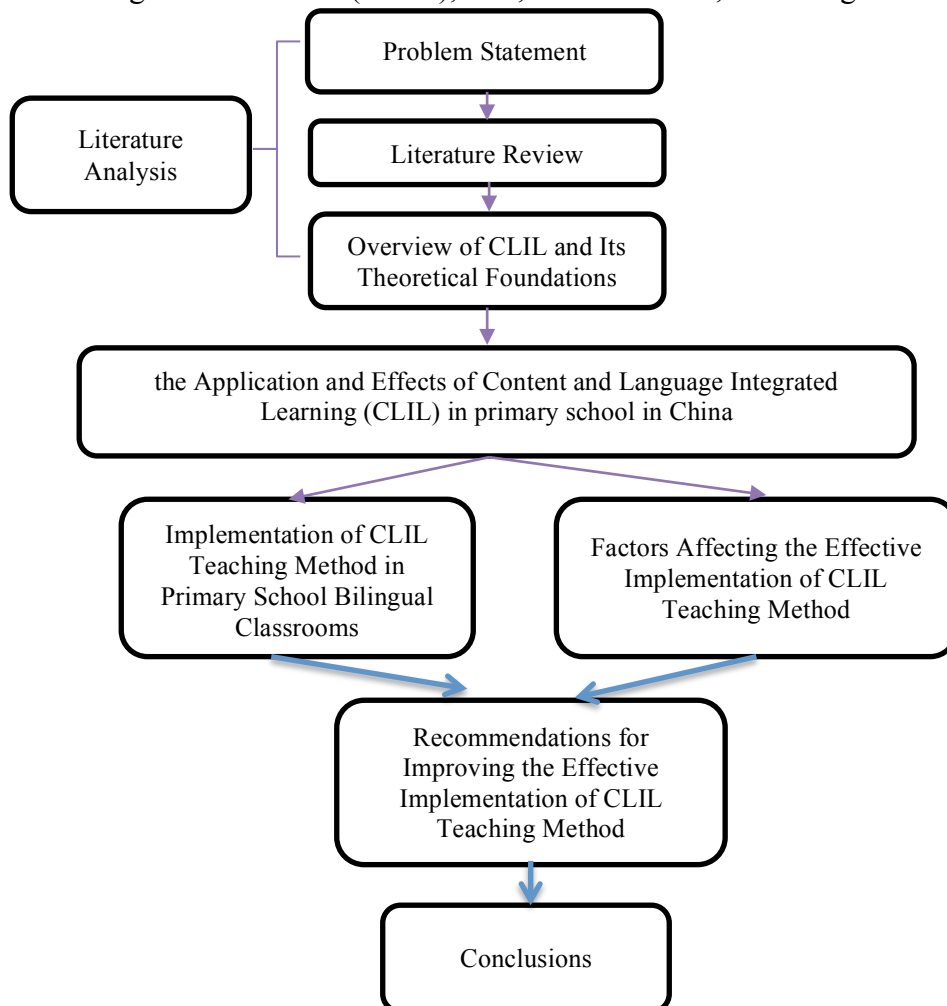 Problem Statement
Literature
Analysis
Literature Review
Overview of CLIL and Its
Theoretical Foundations
the Application and Effects of Content and Language Integrated
Learning (CLIL) in primary school in China
Implementation of CLIL
Teaching Method in
Primary School Bilingual
Classrooms
Factors Affecting the Effective
Implementation of CLIL
Teaching Method
Recommendations for
Improving the Effective
Implementation of CLIL
Teaching Method
Conclusions